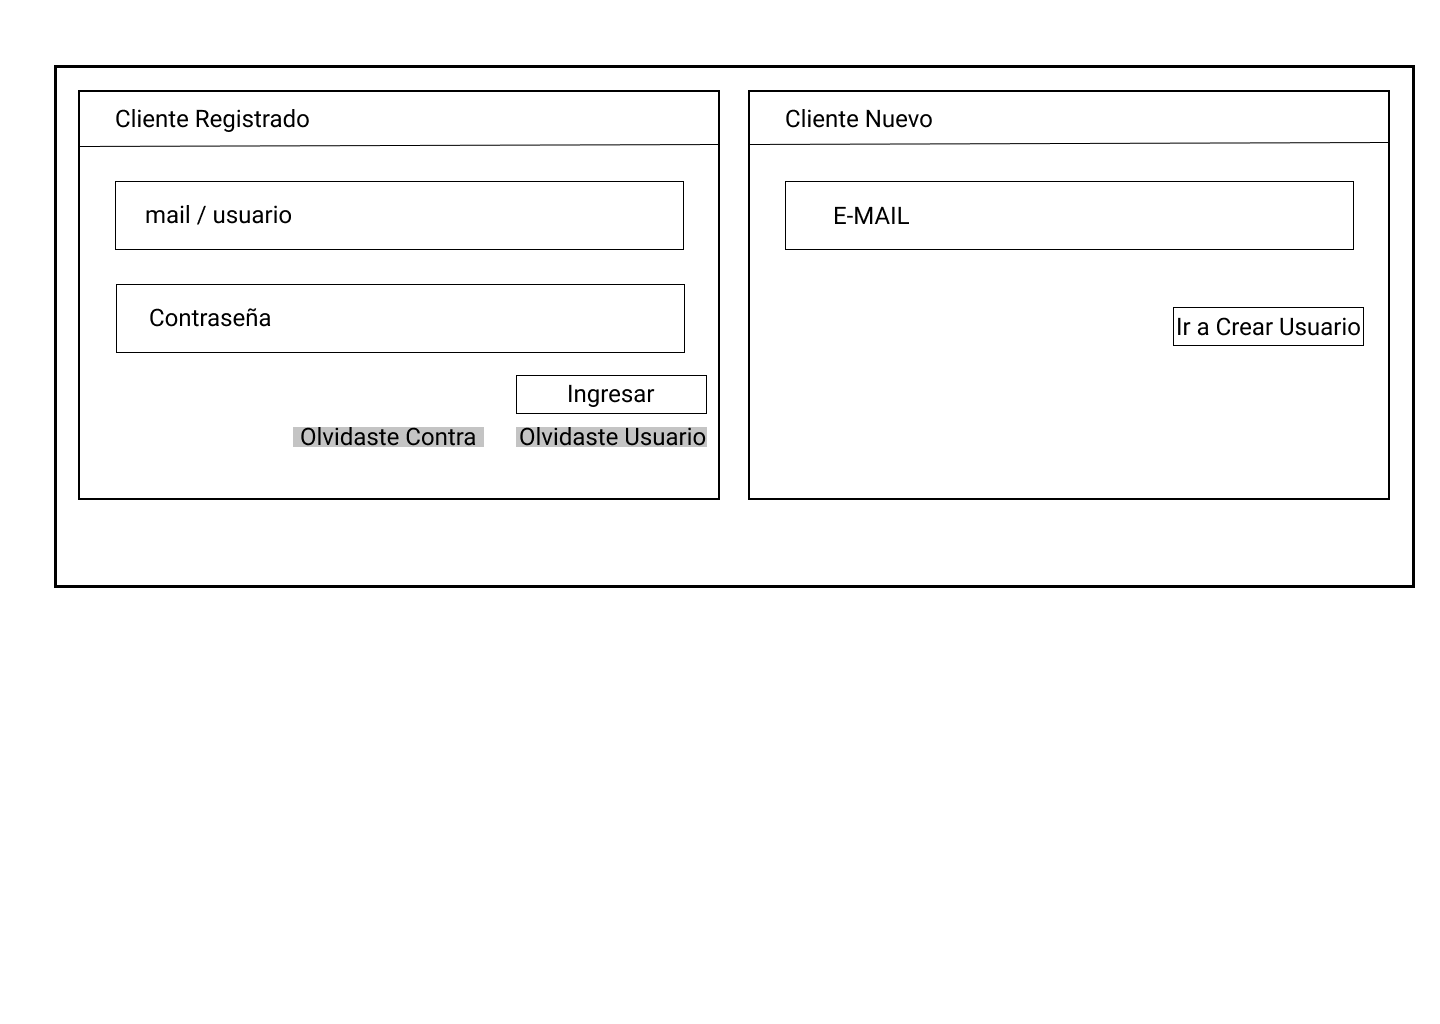 Cliente Registrado
mail / usuario
Contraseña
Ingresar
Olvidaste Contra
Olvidaste Usuario
Cliente Nuevo
E-MAIL
Ir a Crear Usuario